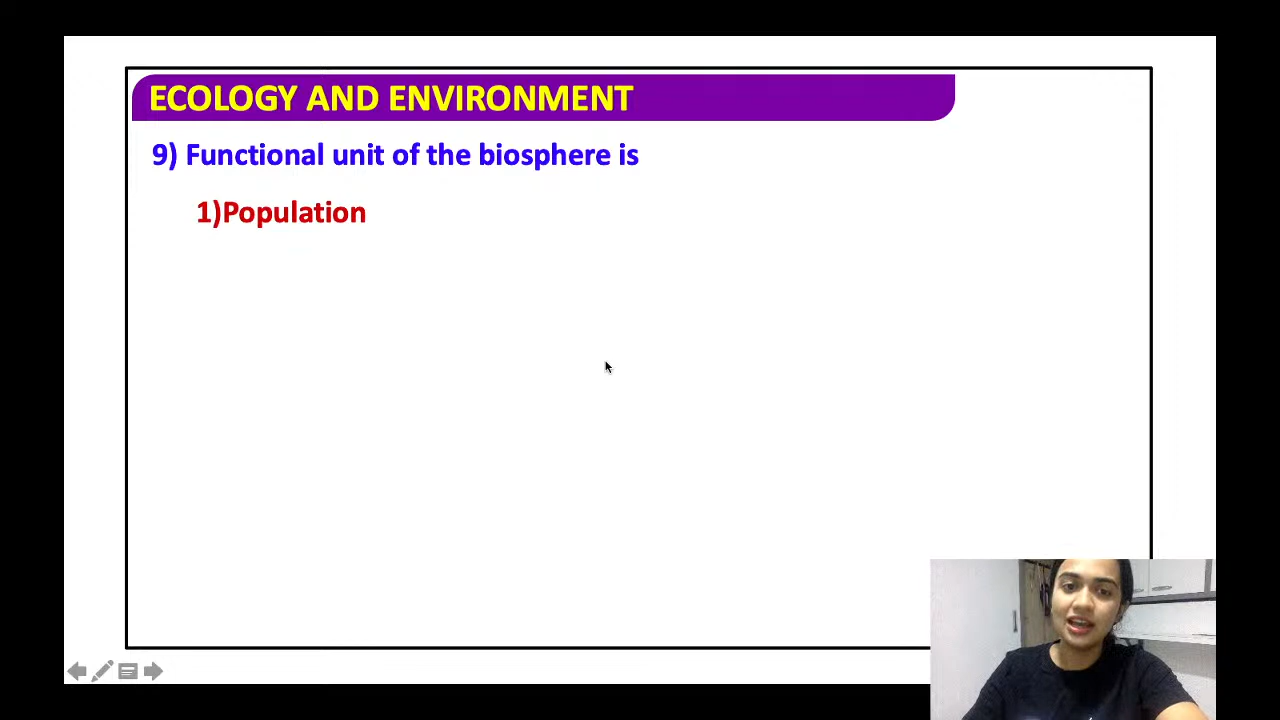 ECOLOGY AND ENVIRONMENT
9) Functional unit of the biosphere is
1)Population